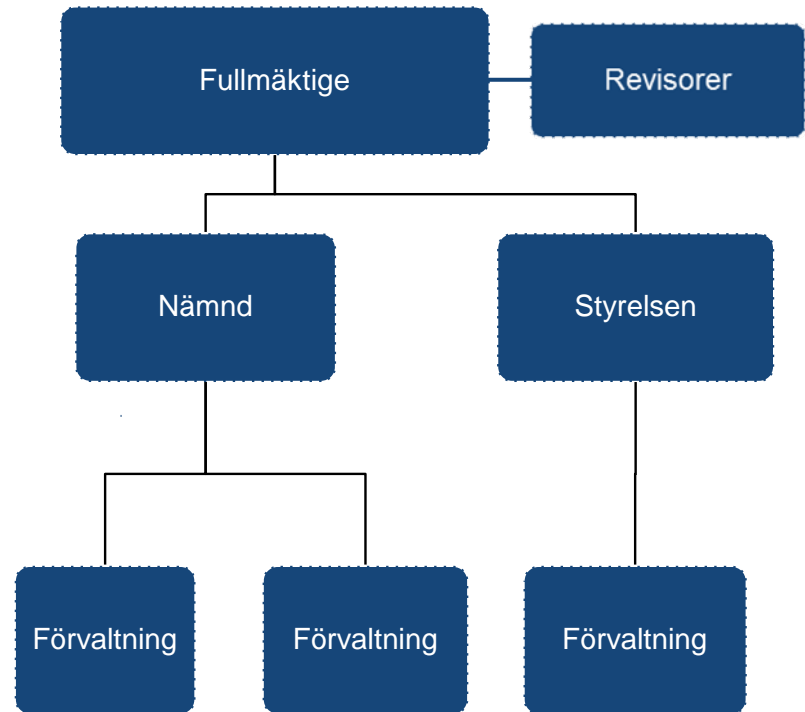 Fullmäktige
Revisorer
Nämnd
Styrelsen
Förvaltning
Förvaltning
Förvaltning